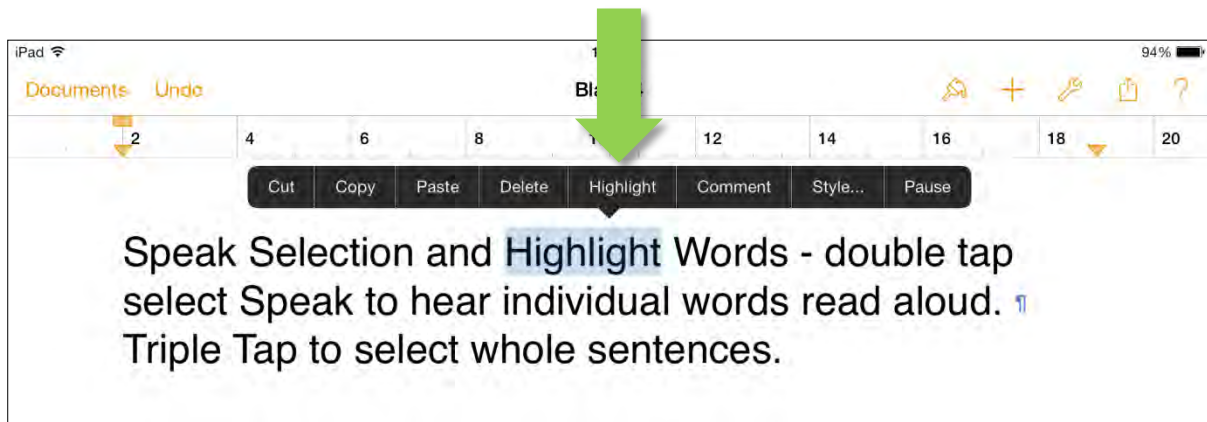 iPad 94%
Documents Undo ?
2 4 6 8 12 14 16 18 20
Cut Copy Paste Delete Highlight Comment Style... Pause
Speak Selection and Highlight Words - double tap
select Speak to hear individual words read aloud. ¶
Triple Tap to select whole sentences.